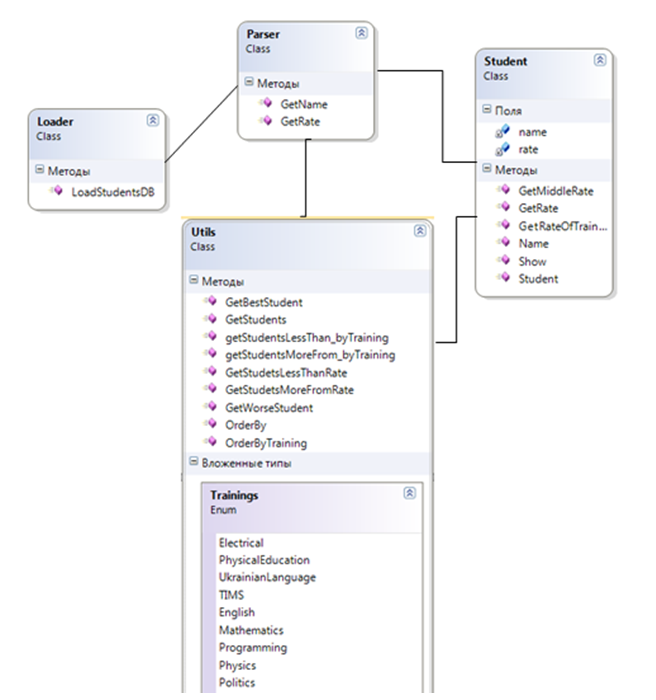 Parser
Class
Методы
GetName
GetRate
Student
Class
Поля
name
rate
Методы
GetMiddleRate
GetRate
GetRateOfTrain...
Name
Show
Student
Loader
Class
Методы
LoadStudentsDB
Utils
Class
Методы
GetBestStudent
GetStudents
getStudentsLessThan_byTraining
getStudentsMoreFrom_byTraining
GetStudetsLessThanRate
GetStudetsMoreFromRate
GetWorseStudent
OrderBy
OrderByTraining
Вложенные типы
Trainings
Enum
Electrical
PhysicalEducation
UkrainianLanguage
TIMS
English
Mathematics
Programming
Physics
Politics